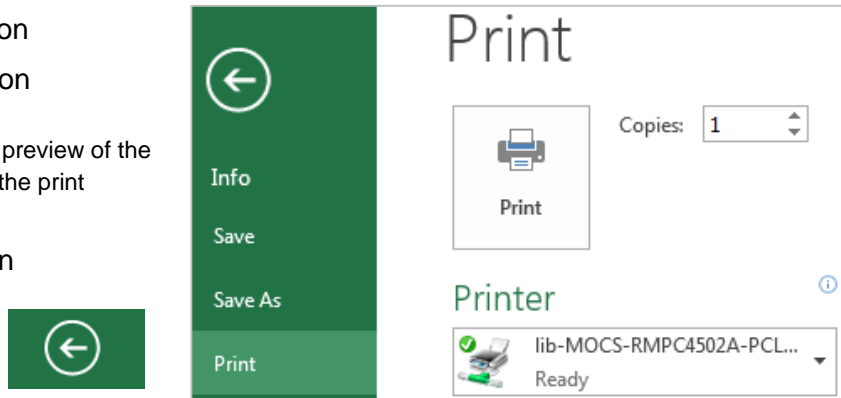 on
on
preview of the
the print
n
Info
Save
Save As
Print
Print
Copies: 1
Print
Printer
lib-MOCS-RMPC4502A-PCL...
Ready